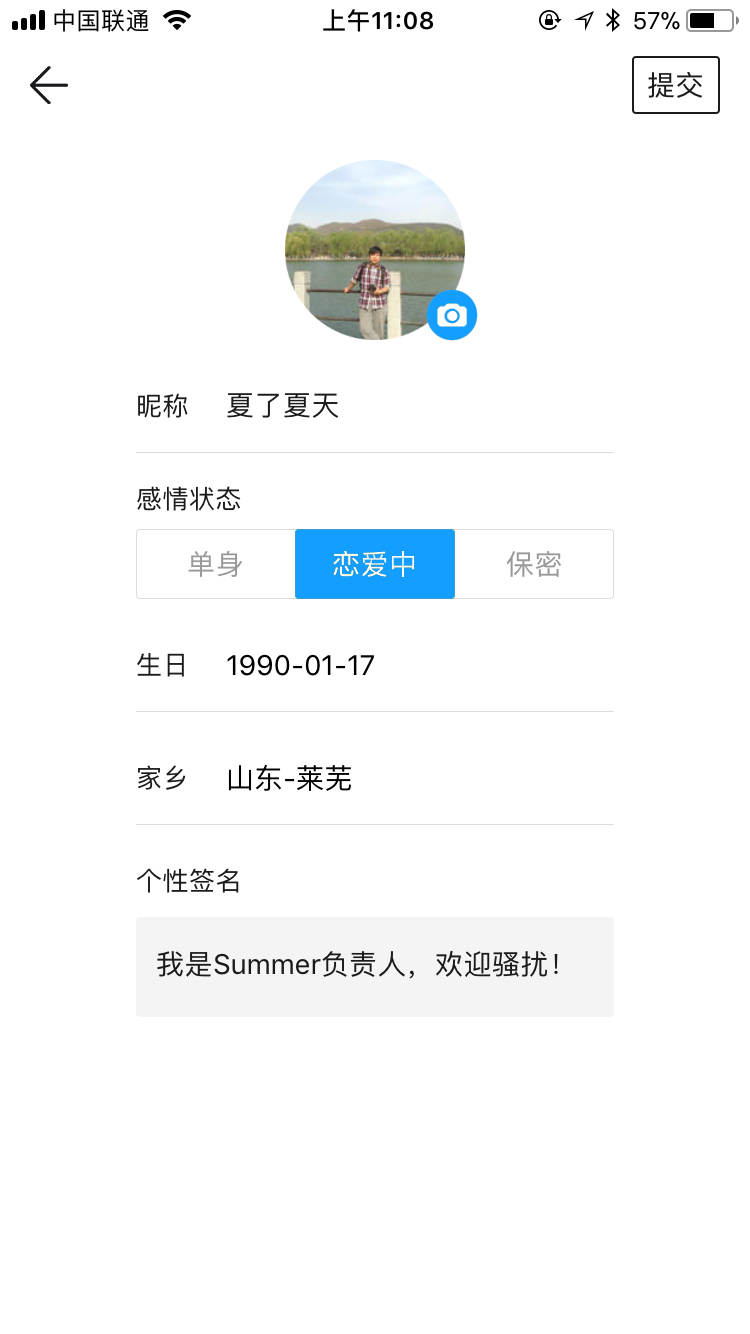 中国联通 上午11:08 57%
提交
昵称 夏了夏天
感情状态
单身 恋爱中 保密
生日 1990-01-17
家乡 山东-莱芜
个性签名
我是Summer负责人，欢迎骚扰！